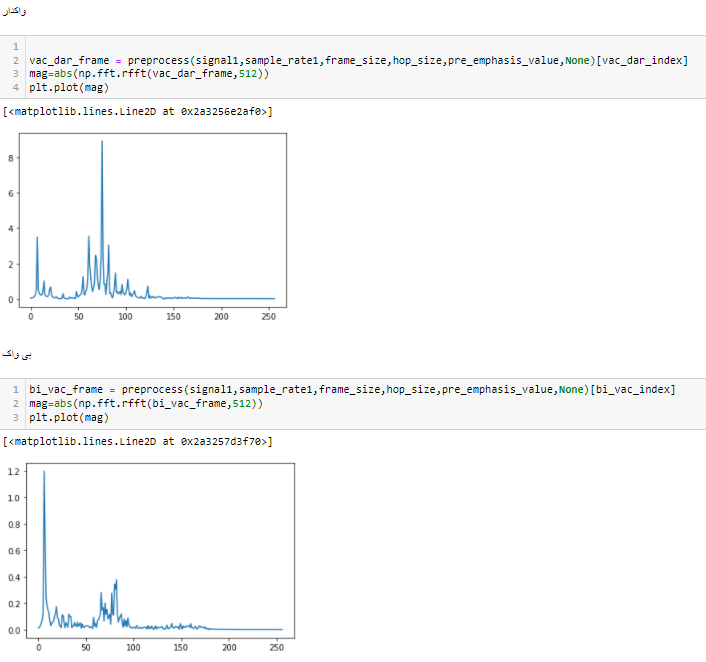 واکدار
1
2 vac_dar_frame = preprocess(signal1,sample_rate1,frame_size,hop_size,pre_emphasis_value,None)[vac_dar_index]
3 mag=abs(np.fft.rfft(vac_dar_frame,512))
4 plt.plot(mag)
[<matplotlib.lines.Line2D at 0x2a3256e2af0>]
8
6
4
2
0
0 50 100 150 200 250
بی واک
1 bi_vac_frame = preprocess(signal1,sample_rate1,frame_size,hop_size,pre_emphasis_value,None)[bi_vac_index]
2 mag=abs(np.fft.rfft(bi_vac_frame,512))
3 plt.plot(mag)
[<matplotlib.lines.Line2D at 0x2a3257d3f70>]
1.2
1.0
0.8
0.6
0.4
0.2
0.0
0 50 100 150 200 250